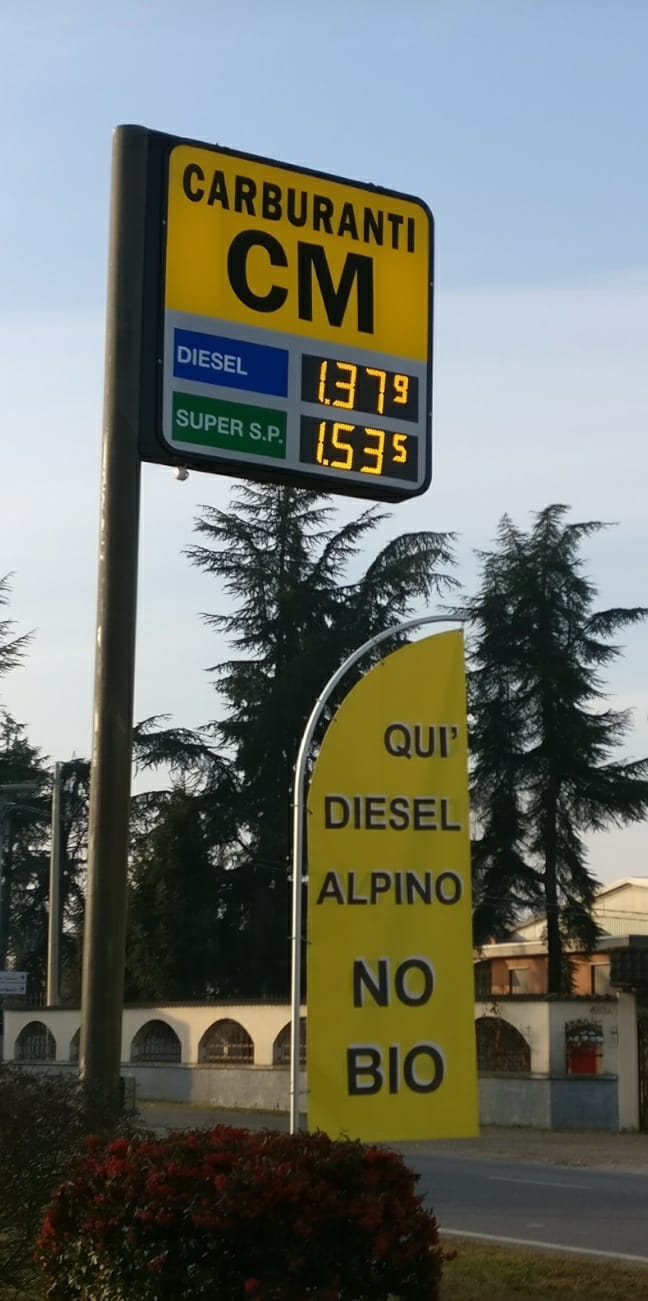 CARBURANTI
CM
DIESEL 1.379
SUPER S.P. 1.535
QUI'
DIESEL
ALPINO
NO
BIO